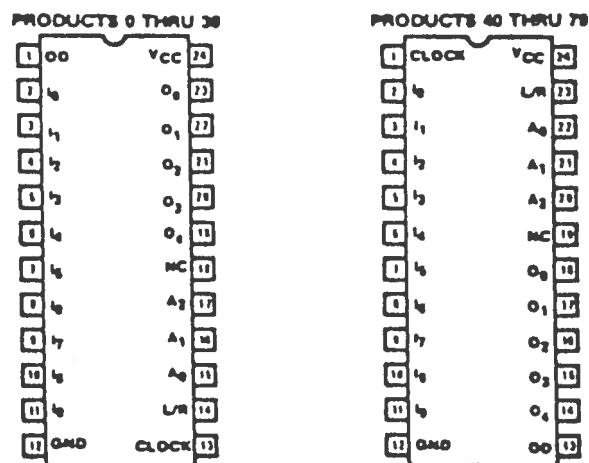 PRODUCTS 0 THRU 39
1 OD VCC 24
2 I0 O0 23
3 I1 O1 22
4 I2 O2 21
5 I3 O3 20
6 I4 O4 19
7 I5 NC 18
8 I6 A2 17
9 I7 A1 16
10 I8 A0 15
11 I9 L/R 14
12 GND CLOCK 13
PRODUCTS 40 THRU 79
1 CLOCK VCC 24
2 I0 L/R 23
3 I1 A0 22
4 I2 A1 21
5 I3 A2 20
6 I4 NC 19
7 I5 O0 18
8 I6 O1 17
9 I7 O2 16
10 I8 O3 15
11 I9 O4 14
12 GND OD 13